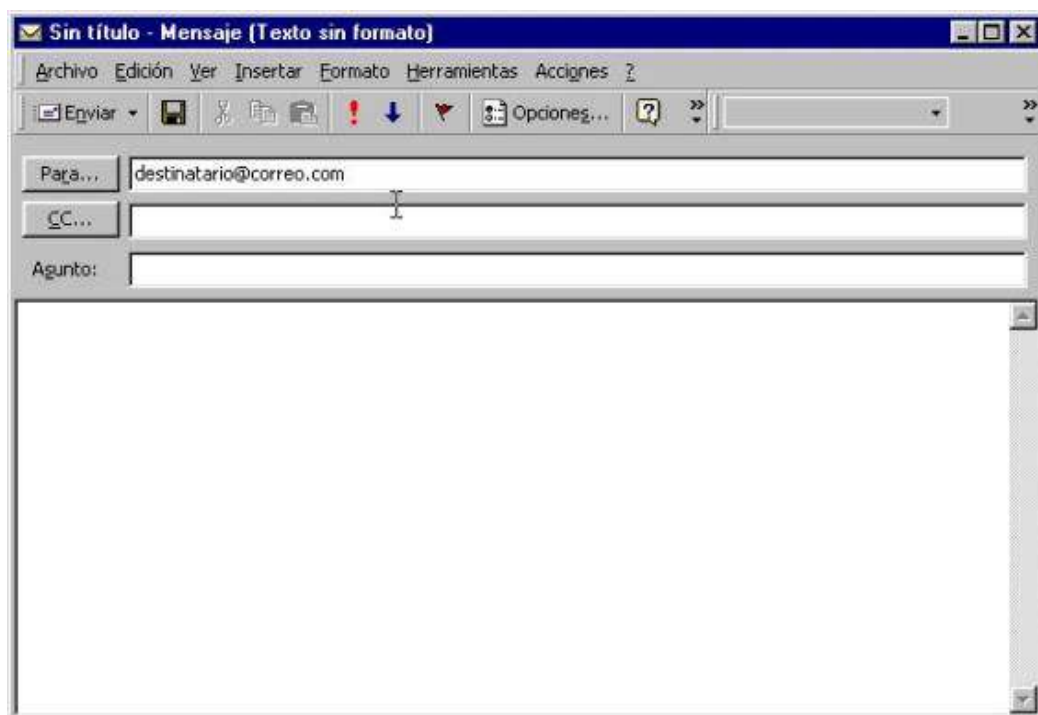 Sin título - Mensaje (Texto sin formato)
Archivo Edición Ver Insertar Formato Herramientas Acciones ?
Enviar Opciones...
Para... destinatario@correo.com
CC...
Asunto: